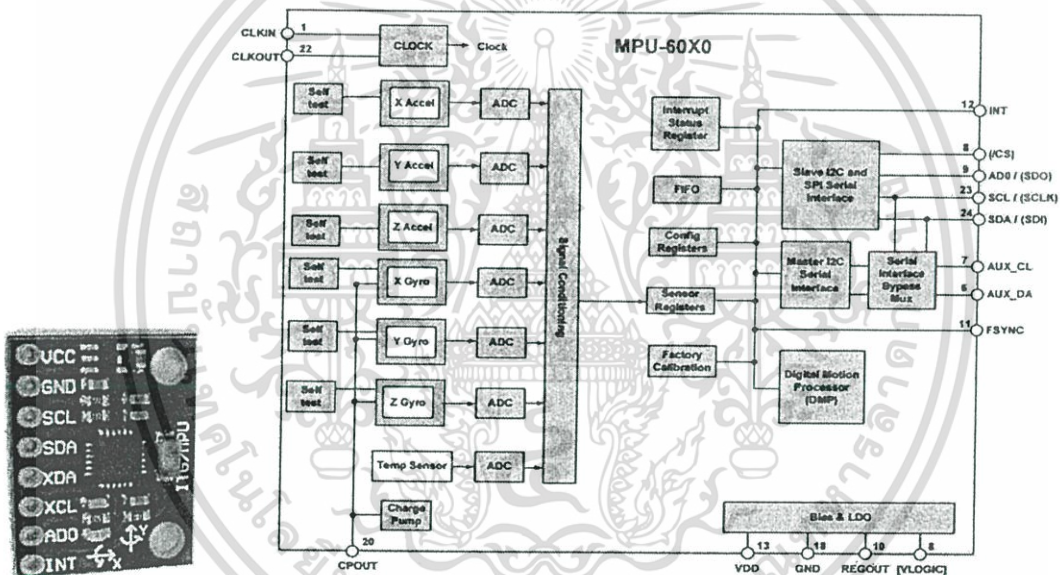 MPU-60X0
CLKIN 1
CLKOUT 22
CLOCK
Clock
Self test
X Accel
ADC
Self test
Y Accel
ADC
Self test
Z Accel
ADC
Self test
X Gyro
ADC
Self test
Y Gyro
ADC
Self test
Z Gyro
ADC
Temp Sensor
ADC
Charge Pump
20
CPOUT
Signal Conditioning
Interrupt Status Register
FIFO
Config Registers
Sensor Registers
Factory Calibration
Slave I2C and SPI Serial Interface
Master I2C Serial Interface
Serial Interface Bypass Mux
Digital Motion Processor (DMP)
12 INT
8 (/CS)
9 AD0 / (SDO)
23 SCL / (SCLK)
24 SDA / (SDI)
7 AUX_CL
6 AUX_DA
11 FSYNC
Bias & LDO
13 18 10 8
VDD GND REGOUT [VLOGIC]
VCC
GND
SCL
SDA
XDA
XCL
ADO
INT
ITG/MPU
X
Y